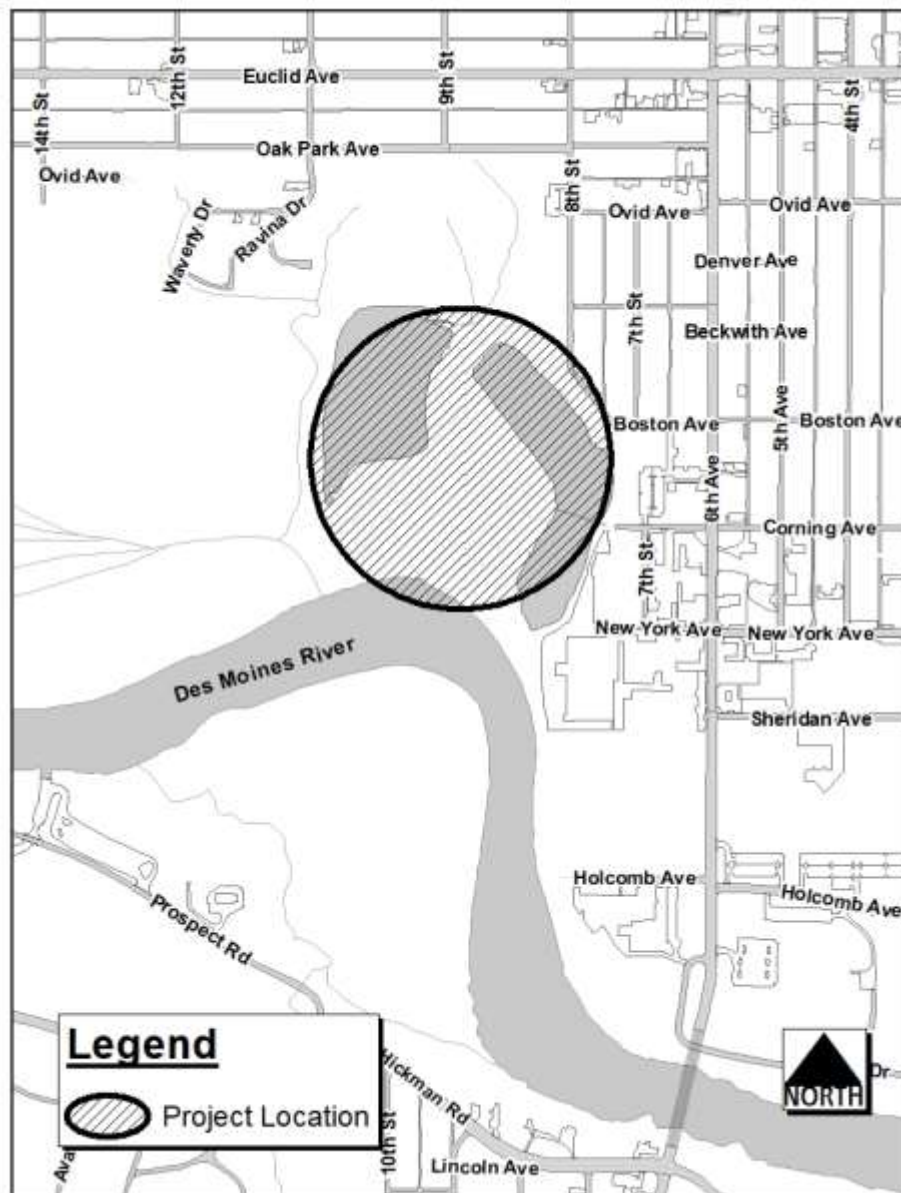 Euclid Ave
14th St
12th St
9th St
4th St
Oak Park Ave
Ovid Ave
8th St
Ovid Ave
Ovid Ave
Waverly Dr
Ravina Dr
Denver Ave
7th St
Beckwith Ave
Boston Ave
5th Ave
Boston Ave
6th Ave
Corning Ave
7th St
New York Ave
New York Ave
Des Moines River
Sheridan Ave
Holcomb Ave
Holcomb Ave
Prospect Rd
Legend
Project Location
Hickman Rd
NORTH
Dr
10th St
Lincoln Ave
Ava